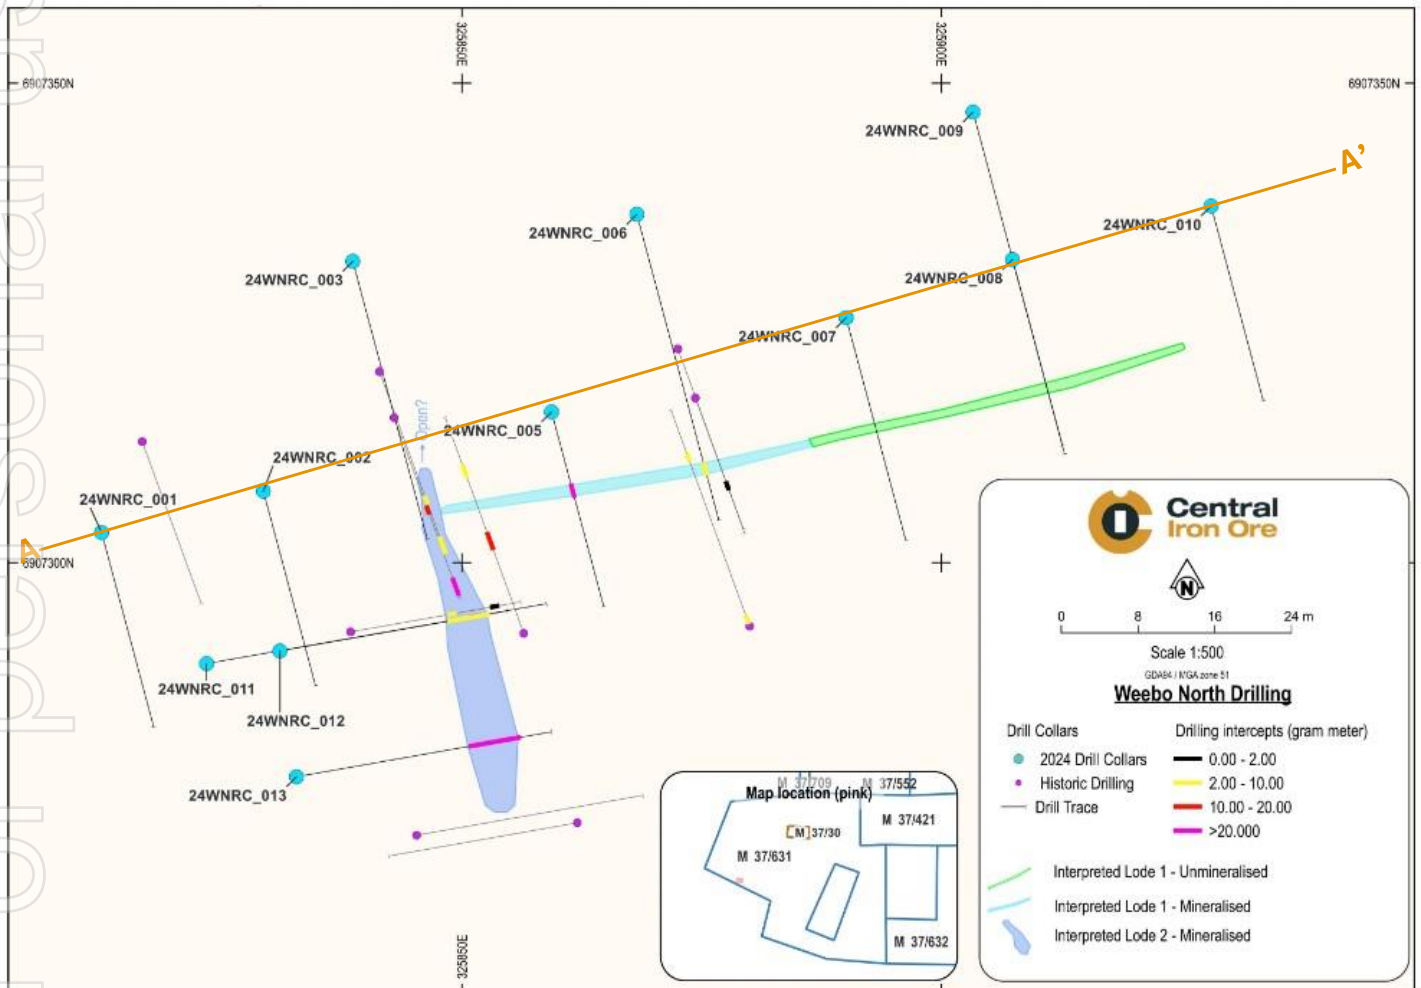 325850E
325900E
6907350N
6907350N
24WNRC_009
A'
24WNRC_010
24WNRC_006
24WNRC_003
24WNRC_008
24WNRC_007
→ Open?
24WNRC_005
24WNRC_002
24WNRC_001
A
6907300N
24WNRC_011
24WNRC_012
24WNRC_013
325850E
Central
Iron Ore
N
0 8 16 24 m
Scale 1:500
GDA94 / MGA zone 51
Weebo North Drilling
Drill Collars
2024 Drill Collars
Historic Drilling
Drill Trace
Drilling intercepts (gram meter)
0.00 - 2.00
2.00 - 10.00
10.00 - 20.00
>20.000
Interpreted Lode 1 - Unmineralised
Interpreted Lode 1 - Mineralised
Interpreted Lode 2 - Mineralised
M 37/709
M 37/552
Map location (pink)
M 37/30
M 37/421
M 37/631
M 37/632
or personal us